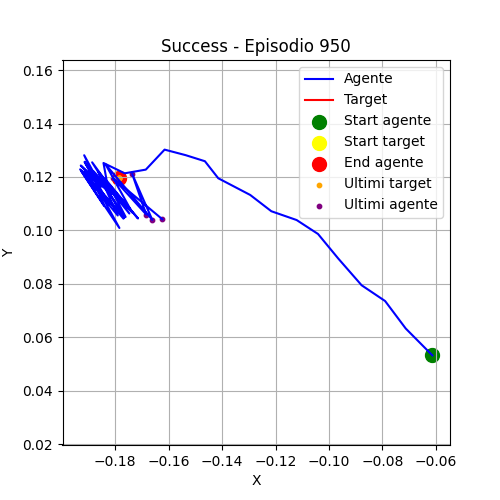 Success - Episodio 950
Agente
Target
Start agente
Start target
End agente
Ultimi target
Ultimi agente
0.16
0.14
0.12
0.10
0.08
0.06
0.04
0.02
Y
−0.18
−0.16
−0.14
−0.12
−0.10
−0.08
−0.06
X